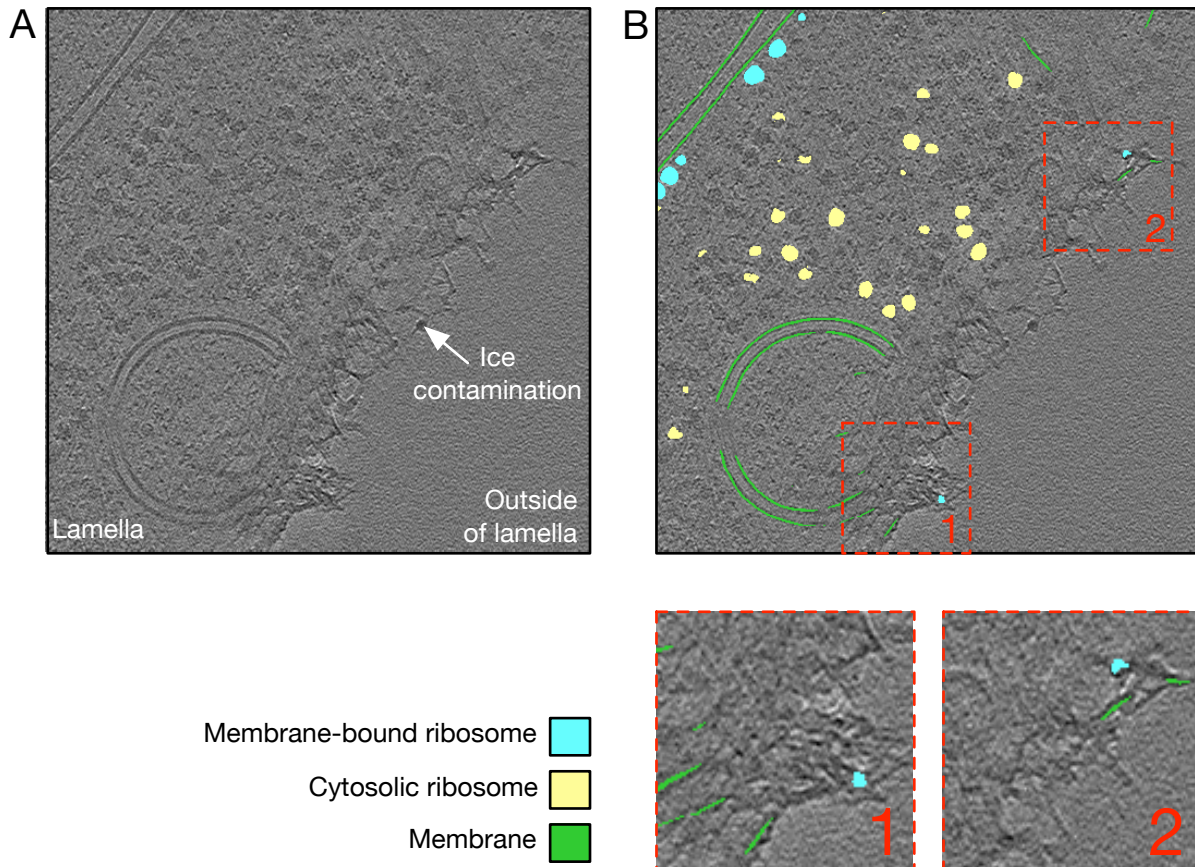 A
B
Ice
contamination
Lamella
Outside
of lamella
2
1
Membrane-bound ribosome
Cytosolic ribosome
Membrane
1
2